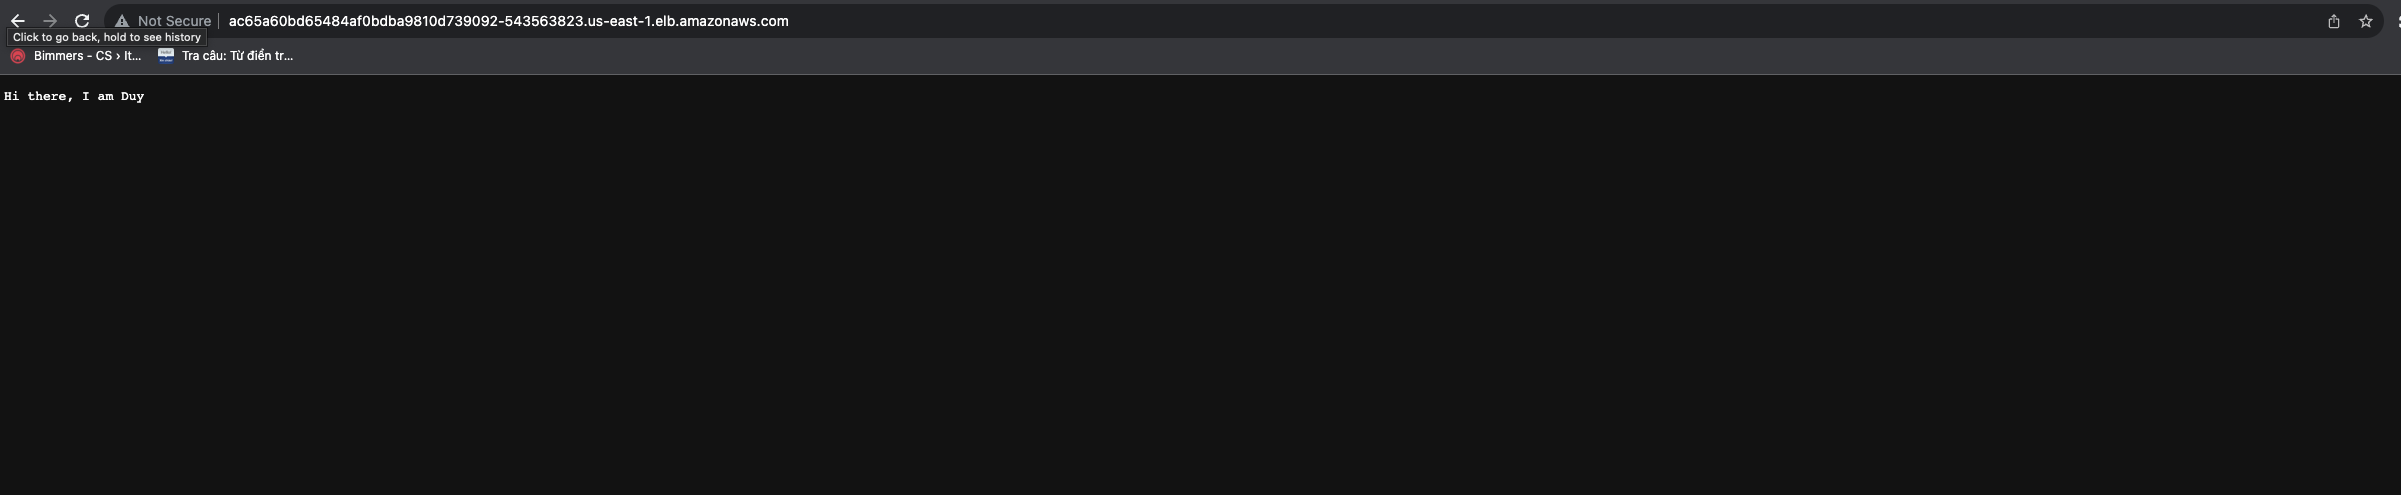 Not Secure ac65a60bd65484af0bdba9810d739092-543563823.us-east-1.elb.amazonaws.com
Click to go back, hold to see history
Bimmers - CS › It... Tra câu: Từ điển tr...
Hi there, I am Duy